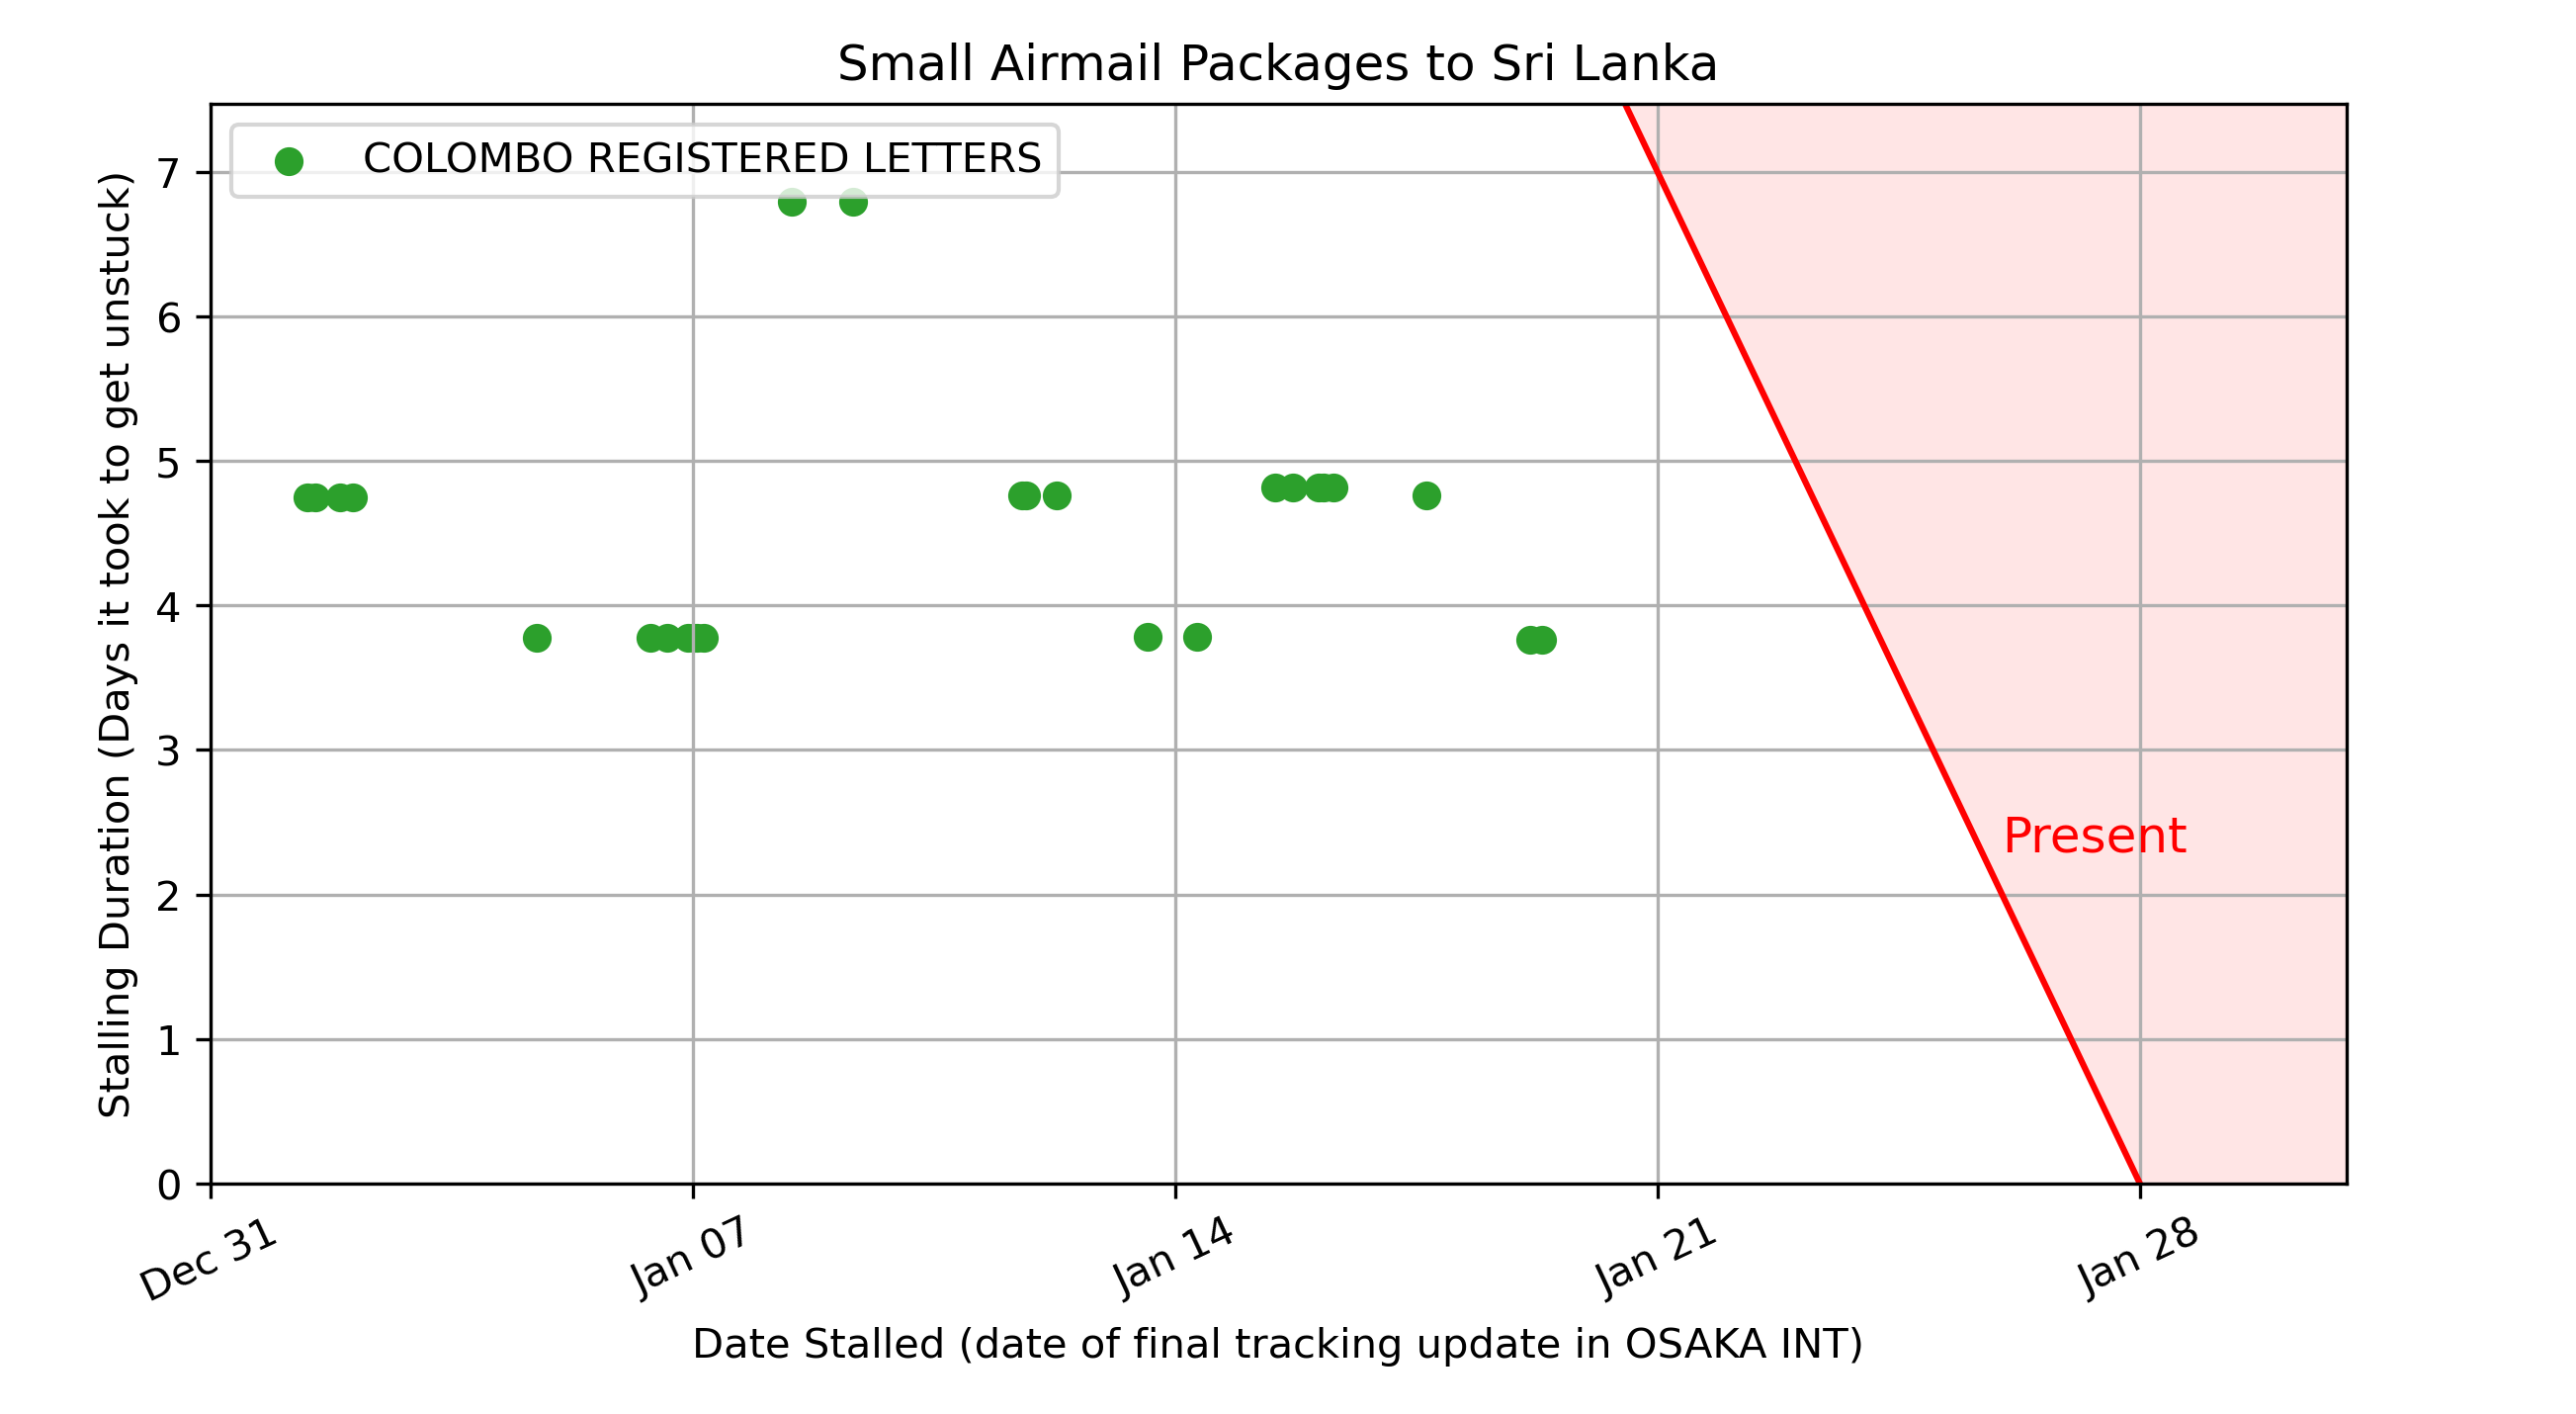 Small Airmail Packages to Sri Lanka
COLOMBO REGISTERED LETTERS
Stalling Duration (Days it took to get unstuck)
7
6
5
4
3
2
1
0
Present
Dec 31
Jan 07
Jan 14
Jan 21
Jan 28
Date Stalled (date of final tracking update in OSAKA INT)